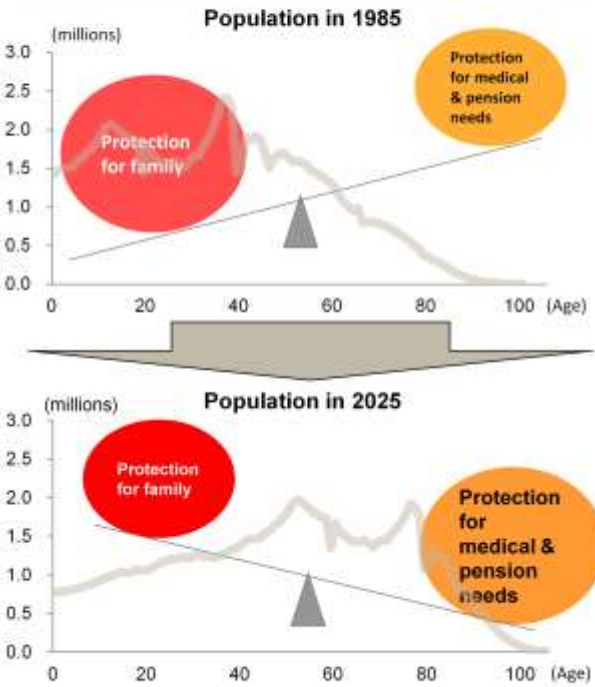 Population in 1985
(millions)
3.0
2.5
2.0
1.5
1.0
0.5
0.0
Protection
for family
Protection
for medical
& pension
needs
0 20 40 60 80 100 (Age)
Population in 2025
(millions)
3.0
2.5
2.0
1.5
1.0
0.5
0.0
Protection
for family
Protection
for
medical &
pension
needs
0 20 40 60 80 100 (Age)